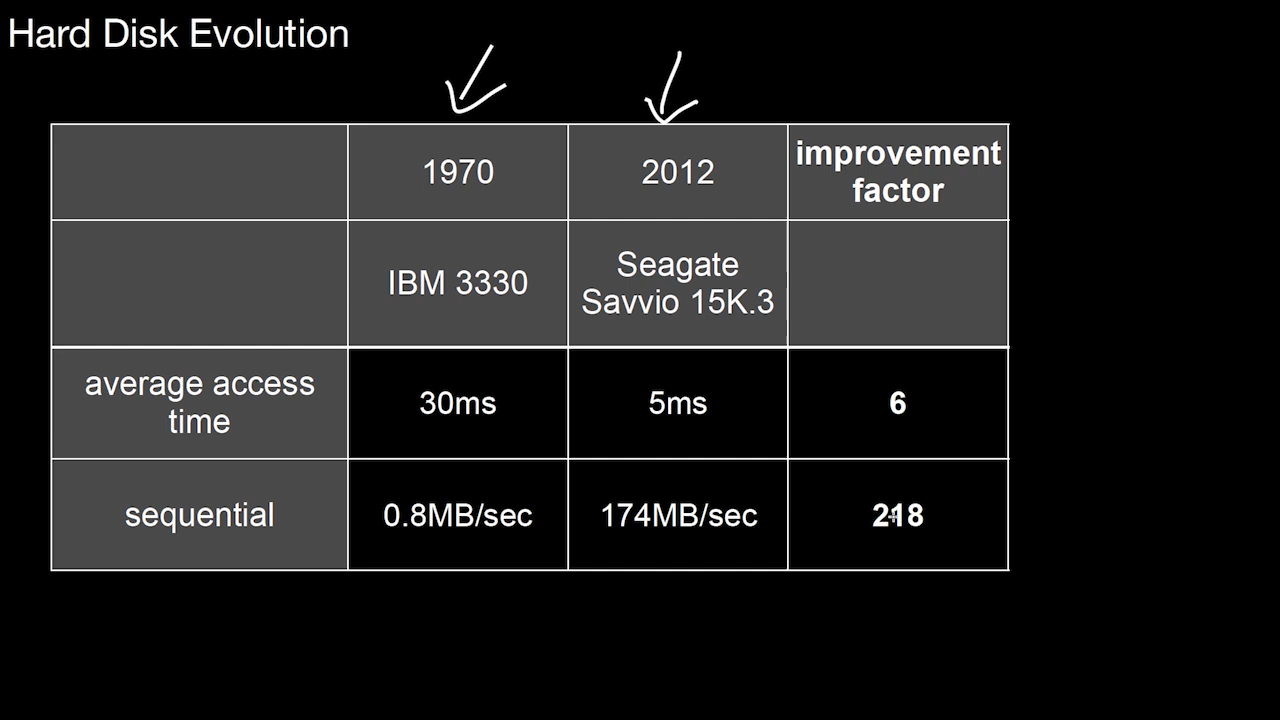 Hard Disk Evolution
1970
2012
improvement
factor
IBM 3330
Seagate
Savvio 15K.3
average access
time
30ms
5ms
6
sequential
0.8MB/sec
174MB/sec
218